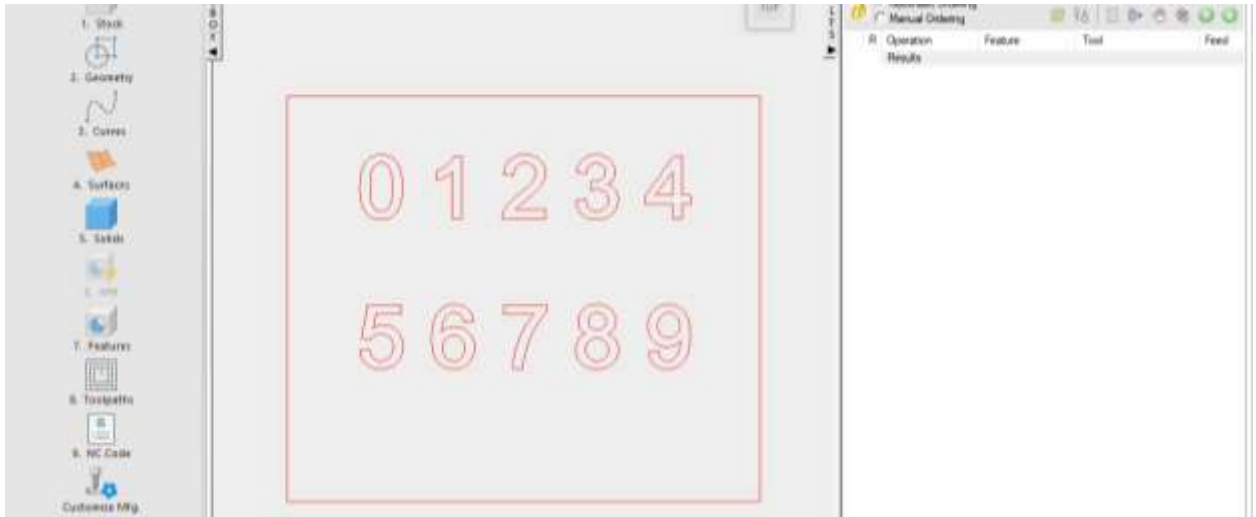 1. Stock
2. Geometry
3. Curves
4. Surfaces
5. Solids
7. Features
8. Toolpaths
9. NC Code
Customize Mfg.
TOP
0 1 2 3 4
5 6 7 8 9
Manual Ordering
R Operation Feature Tool Feed
Results